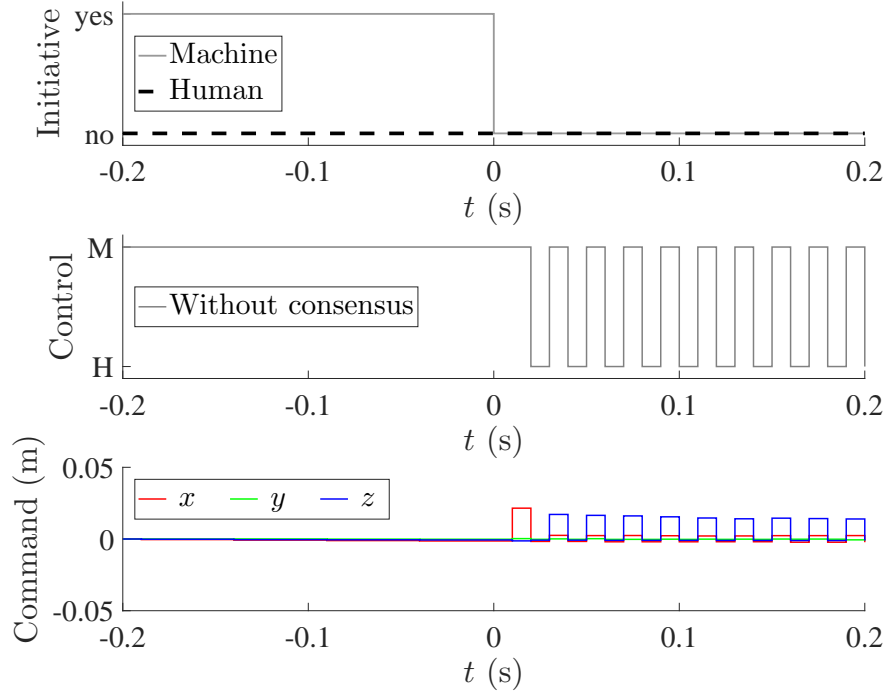 Initiative
yes
no
Machine
Human
-0.2 -0.1 0 0.1 0.2
t (s)
Control
M
H
Without consensus
-0.2 -0.1 0 0.1 0.2
t (s)
Command (m)
0.05
0
-0.05
x y z
-0.2 -0.1 0 0.1 0.2
t (s)